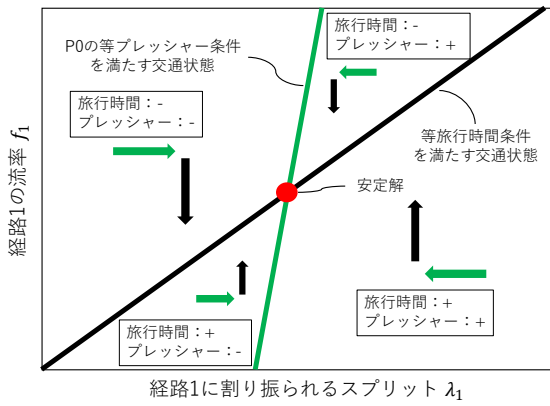 P0の等プレッシャー条件
を満たす交通状態
旅行時間：-
プレッシャー：+
旅行時間：-
プレッシャー：-
等旅行時間条件
を満たす交通状態
安定解
経路1の流率 f₁
旅行時間：+
プレッシャー：-
旅行時間：+
プレッシャー：+
経路1に割り振られるスプリット λ₁